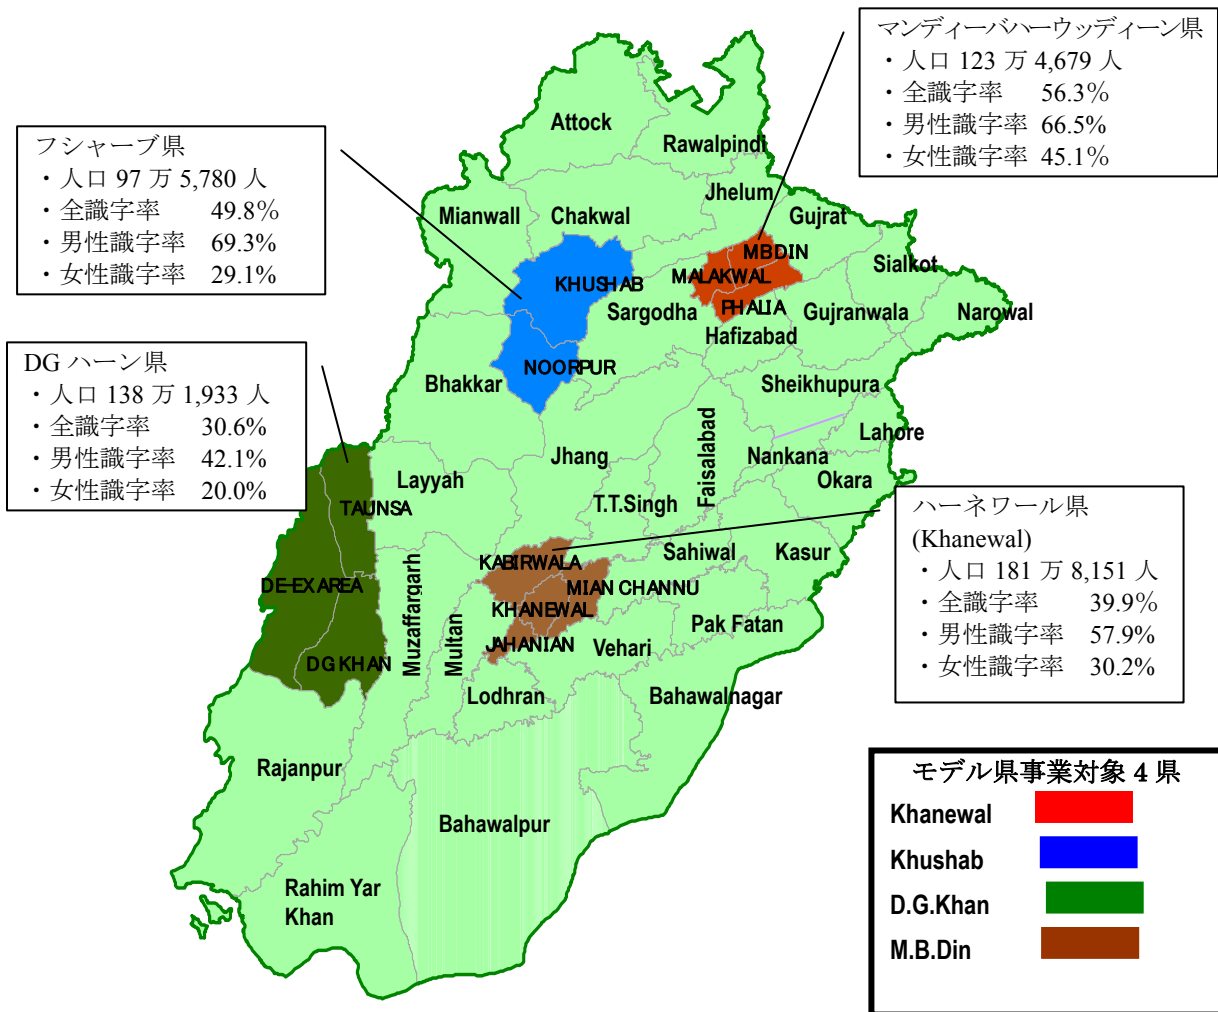 マンディーバハーウッディーン県
・人口 123 万 4,679 人
・全識字率 56.3%
・男性識字率 66.5%
・女性識字率 45.1%
フシャーブ県
・人口 97 万 5,780 人
・全識字率 49.8%
・男性識字率 69.3%
・女性識字率 29.1%
DG ハーン県
・人口 138 万 1,933 人
・全識字率 30.6%
・男性識字率 42.1%
・女性識字率 20.0%
ハーネワール県
(Khanewal)
・人口 181 万 8,151 人
・全識字率 39.9%
・男性識字率 57.9%
・女性識字率 30.2%
Attock
Rawalpindi
Jhelum
Mianwall
Chakwal
Gujrat
MBDIN
Sialkot
KHUSHAB
MALAKWAL
PHALIA
Sargodha
Gujranwala
Narowal
Hafizabad
NOORPUR
Bhakkar
Sheikhupura
Lahore
Jhang
Faisalabad
Nankana
Okara
Layyah
T.T.Singh
TAUNSA
Sahiwal
Kasur
KABIRWALA
MIAN CHANNU
DE-EXAREA
KHANEWAL
Muzaffargarh
Multan
JAHANIAN
Vehari
Pak Fatan
DG KHAN
Lodhran
Bahawalnagar
Rajanpur
Bahawalpur
Rahim Yar
Khan
モデル県事業対象 4 県
Khanewal
Khushab
D.G.Khan
M.B.Din